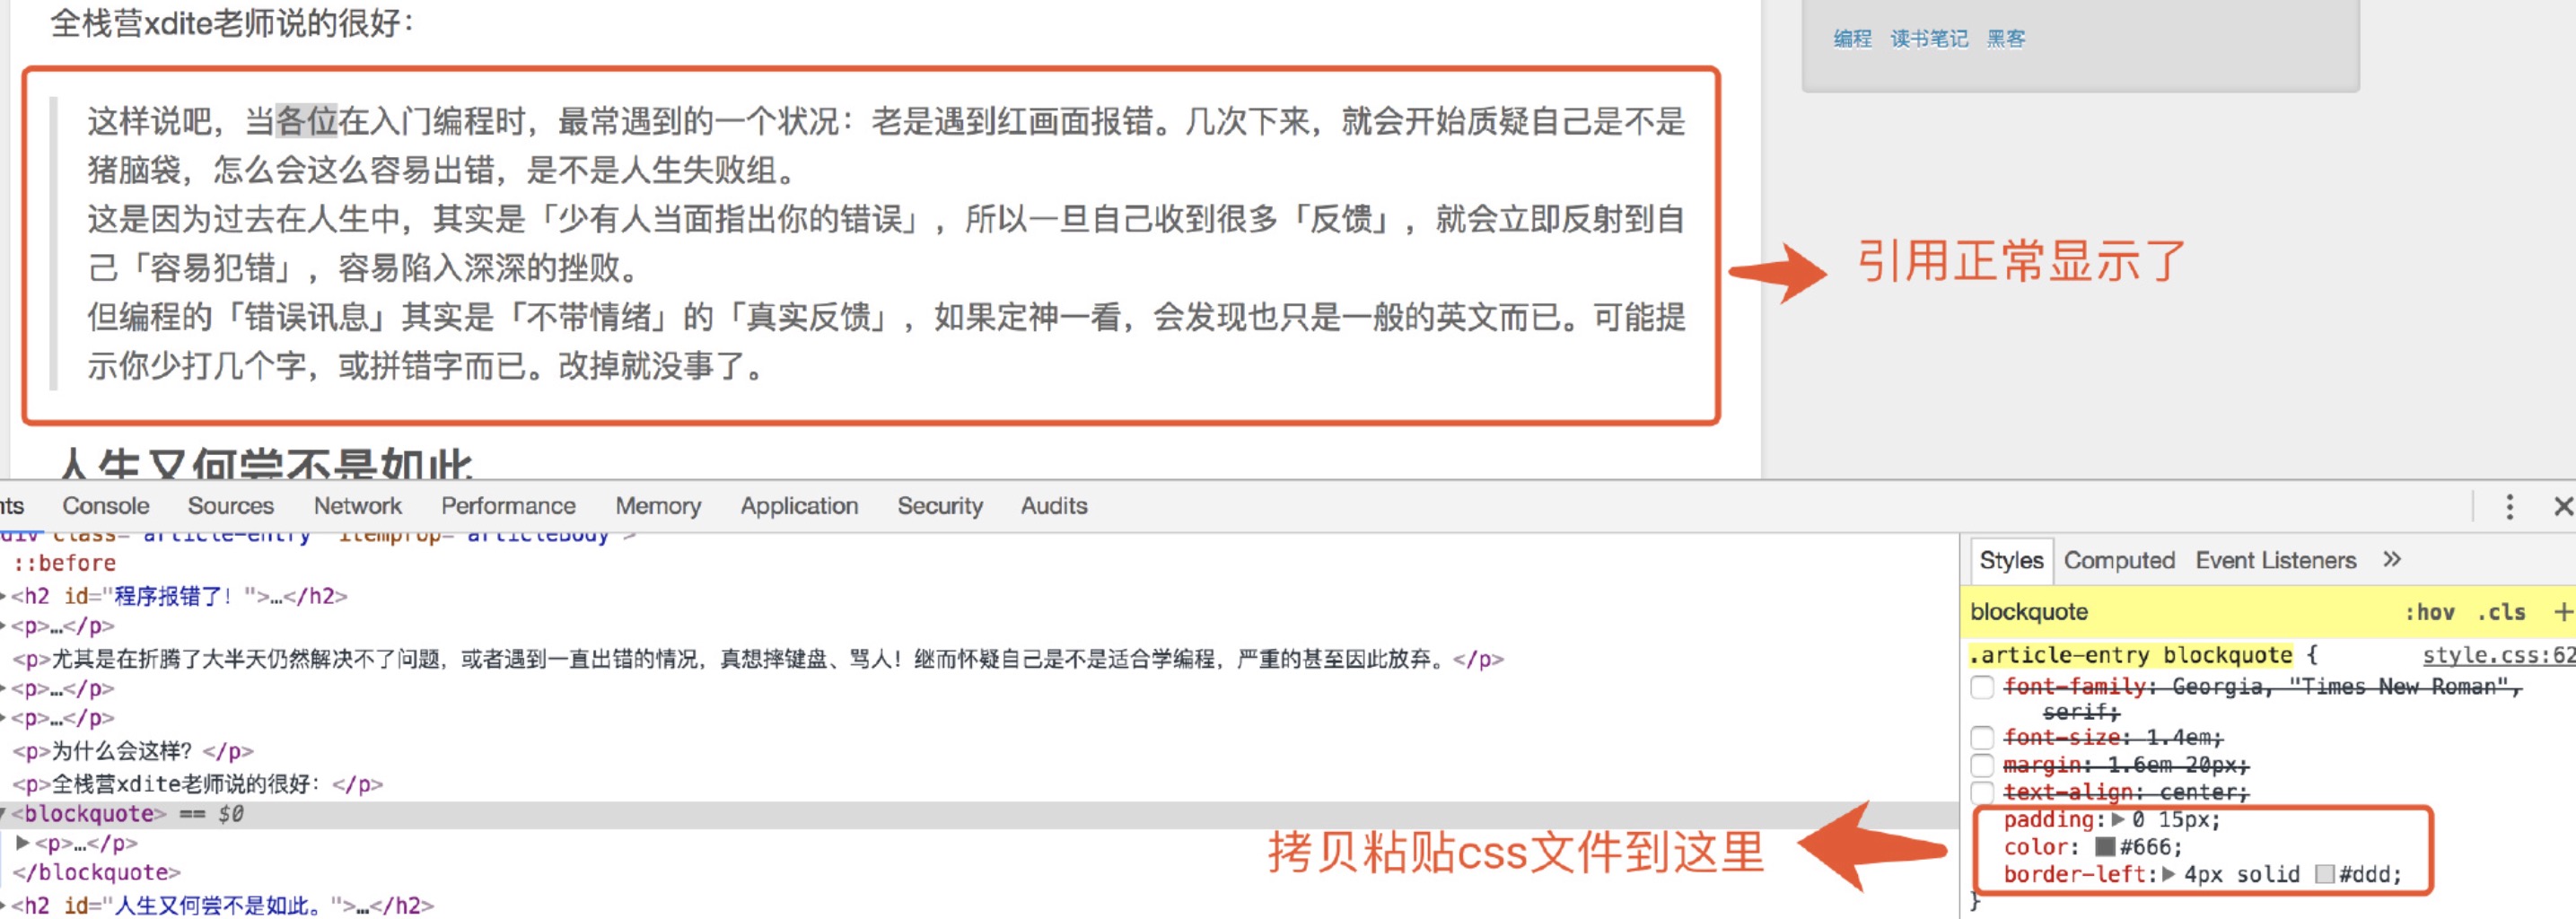 全栈营xdite老师说的很好：
编程 读书笔记 黑客
这样说吧，当各位在入门编程时，最常遇到的一个状况：老是遇到红画面报错。几次下来，就会开始质疑自己是不是
猪脑袋，怎么会这么容易出错，是不是人生失败组。
这是因为过去在人生中，其实是「少有人当面指出你的错误」，所以一旦自己收到很多「反馈」，就会立即反射到自
己「容易犯错」，容易陷入深深的挫败。
但编程的「错误讯息」其实是「不带情绪」的「真实反馈」，如果定神一看，会发现也只是一般的英文而已。可能提
示你少打几个字，或拼错字而已。改掉就没事了。
引用正常显示了
人生又何尝不是如此
nts Console Sources Network Performance Memory Application Security Audits
div class="article-entry" itemprop="articleBody">
::before
<h2 id="程序报错了！">…</h2>
<p>…</p>
<p>尤其是在折腾了大半天仍然解决不了问题，或者遇到一直出错的情况，真想摔键盘、骂人！继而怀疑自己是不是适合学编程，严重的甚至因此放弃。</p>
<p>…</p>
<p>…</p>
<p>为什么会这样？</p>
<p>全栈营xdite老师说的很好：</p>
<blockquote> == $0
<p>…</p>
</blockquote>
<h2 id="人生又何尝不是如此。">…</h2>
拷贝粘贴css文件到这里
Styles Computed Event Listeners »
blockquote :hov .cls +
.article-entry blockquote { style.css:62
font-family: Georgia, "Times New Roman",
serif;
font-size: 1.4em;
margin: 1.6em 20px;
text-align: center;
padding: 0 15px;
color: #666;
border-left: 4px solid #ddd;
}